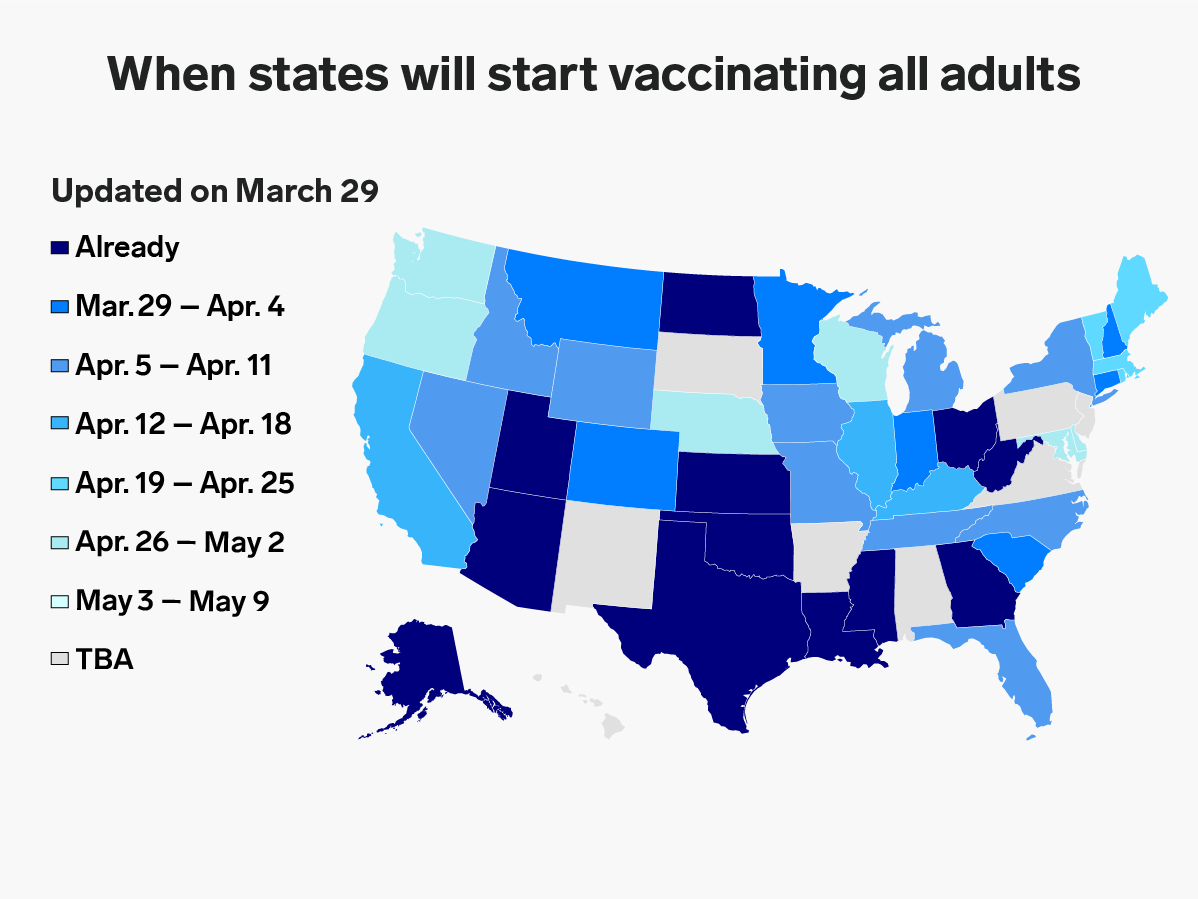 When states will start vaccinating all adults
Updated on March 29
Already
Mar. 29 – Apr. 4
Apr. 5 – Apr. 11
Apr. 12 – Apr. 18
Apr. 19 – Apr. 25
Apr. 26 – May 2
May 3 – May 9
TBA